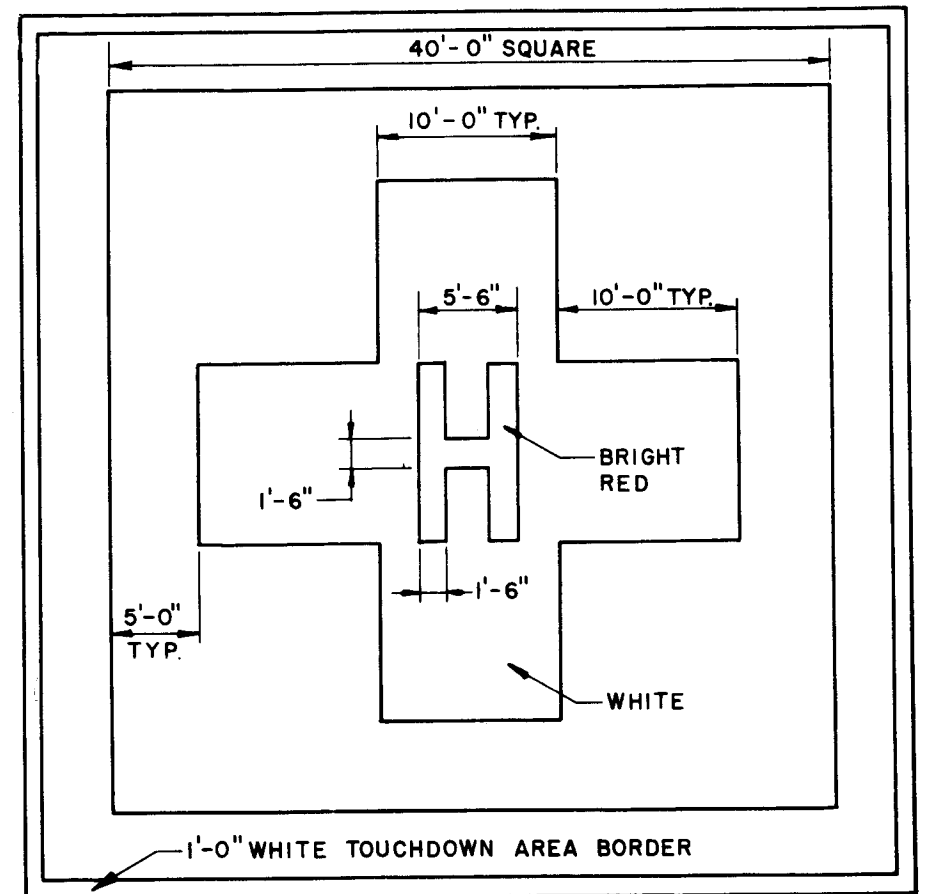 40'-0" SQUARE
10'-0" TYP.
5'-6"
10'-0" TYP.
BRIGHT
RED
1'-6"
1'-6"
5'-0"
TYP.
WHITE
1'-0" WHITE TOUCHDOWN AREA BORDER